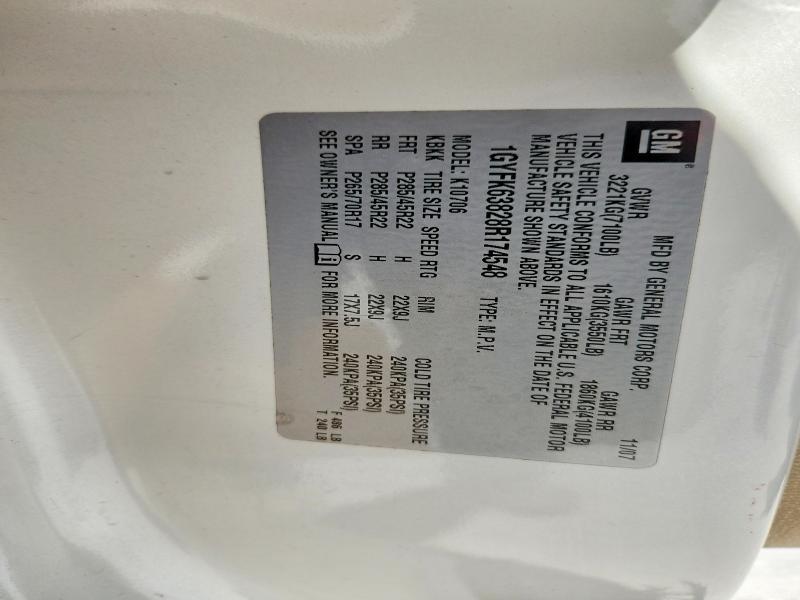 GM®
MFD BY GENERAL MOTORS CORP. 11/07
GVWR GAWR FRT GAWR RR
3221KG(7100LB) 1610KG(3550LB) 1860KG(4100LB)
THIS VEHICLE CONFORMS TO ALL APPLICABLE U.S. FEDERAL MOTOR
VEHICLE SAFETY STANDARDS IN EFFECT ON THE DATE OF
MANUFACTURE SHOWN ABOVE.
1GYFK63828R174548 TYPE: M.P.V.
MODEL: K10706
KBKK TIRE SIZE SPEED RTG RIM COLD TIRE PRESSURE
FRT P285/45R22 H 22X9J 240KPA(35PSI)
RR P285/45R22 H 22X9J 240KPA(35PSI)
SPA P265/70R17 S 17X7.5J 240KPA(35PSI)
SEE OWNER'S MANUAL FOR MORE INFORMATION.
F 486 LB
T 240 LB